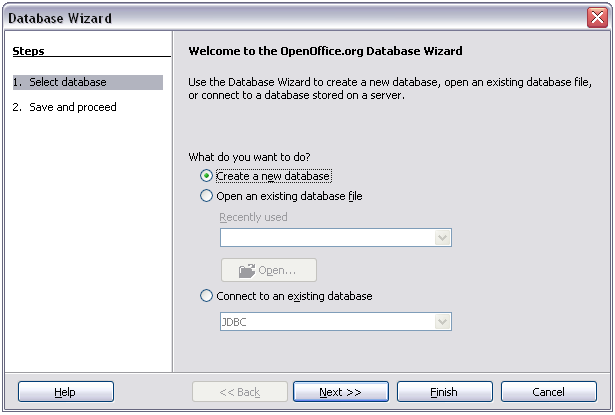 Database Wizard
Steps
1. Select database
2. Save and proceed
Welcome to the OpenOffice.org Database Wizard
Use the Database Wizard to create a new database, open an existing database file,
or connect to a database stored on a server.
What do you want to do?
Create a new database
Open an existing database file
Recently used
Open...
Connect to an existing database
JDBC
Help
<< Back
Next >>
Finish
Cancel